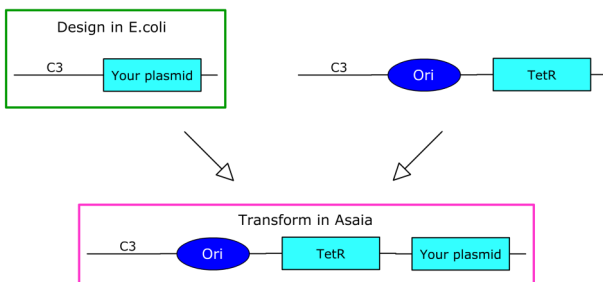 Design in E.coli
C3
Your plasmid
C3
Ori
TetR
Transform in Asaia
C3
Ori
TetR
Your plasmid